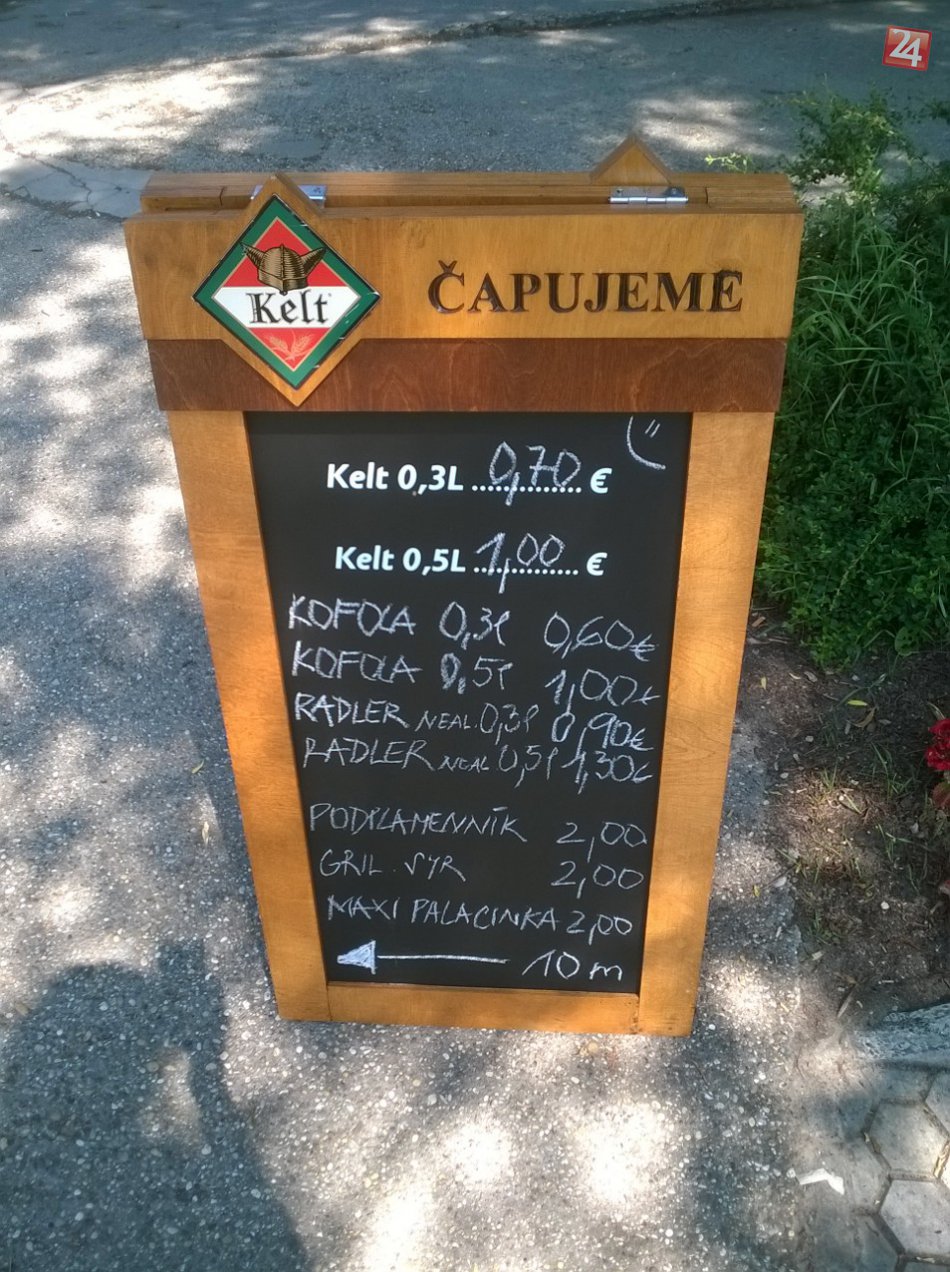 24
Kelt
ČAPUJEME
Kelt 0,3L .............. € 0,70
Kelt 0,5L .............. € 1,00
KOFOLA 0,3l 0,60€
KOFOLA 0,5l 1,00€
RADLER NEAL. 0,3l 0,90€
RADLER NEAL 0,5l 1,30€
PODPLAMENNÍK 2,00
GRIL. SYR 2,00
MAXI PALACINKA 2,00
10 m